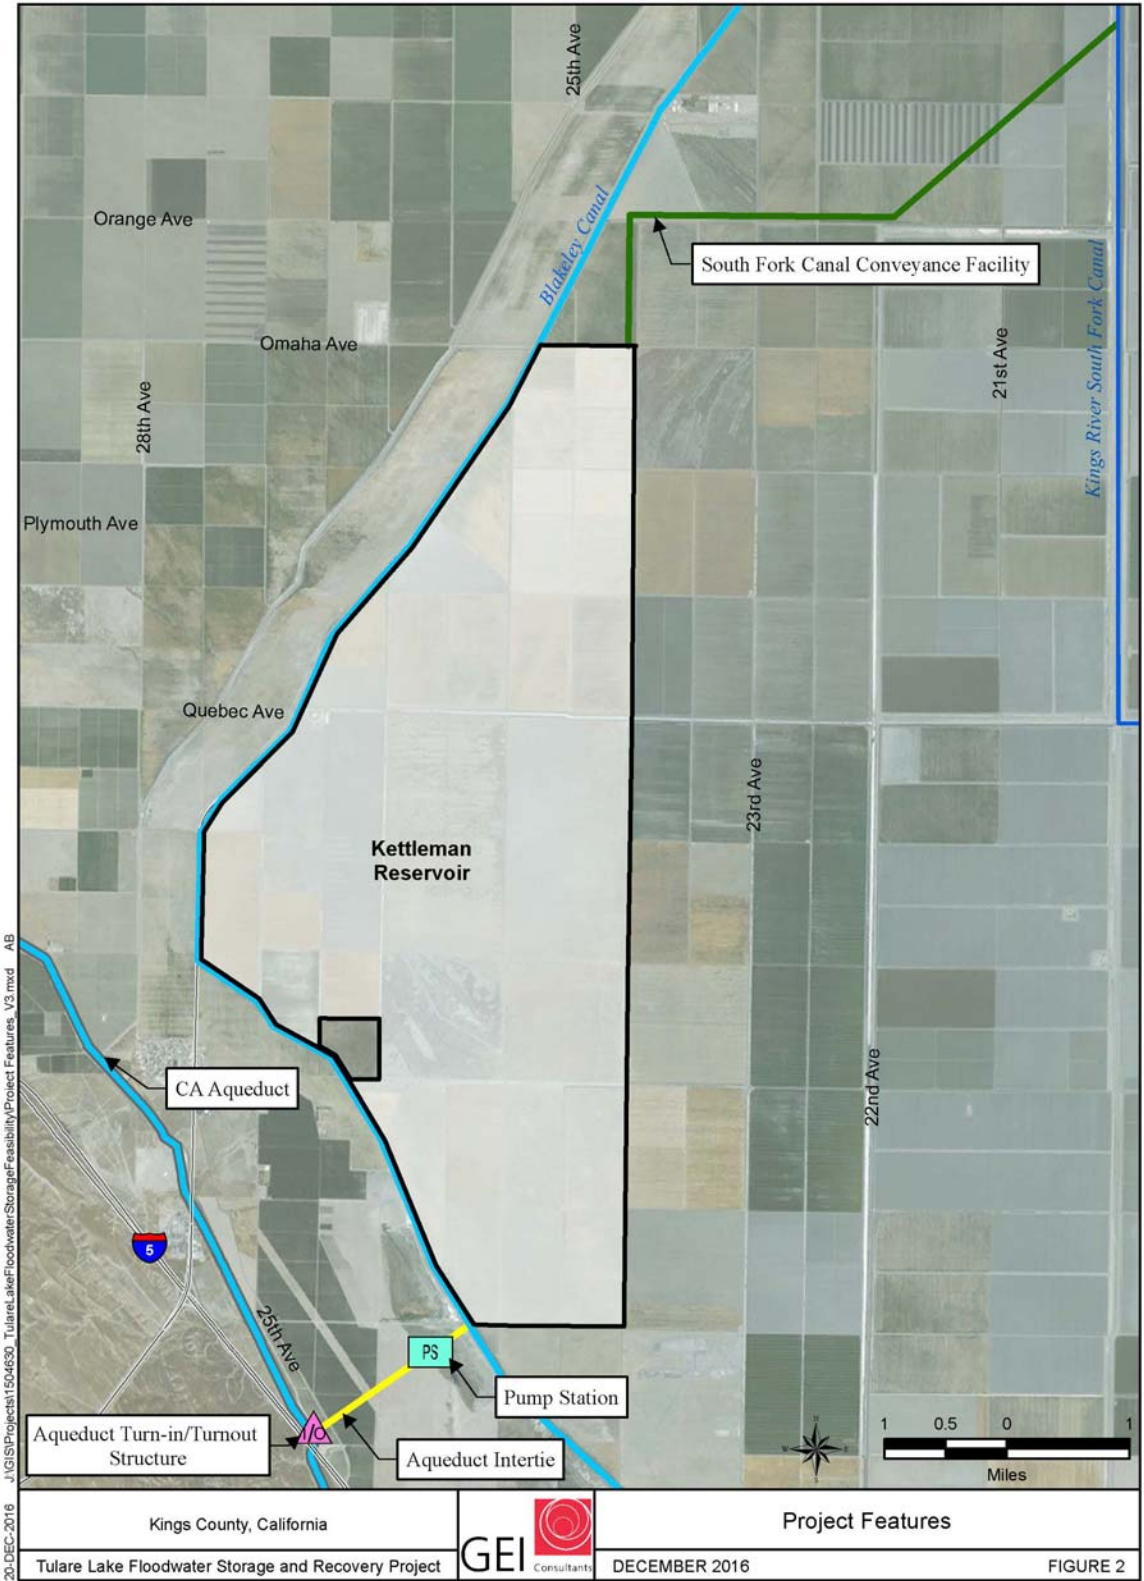 25th Ave
Orange Ave
Blakeley Canal
South Fork Canal Conveyance Facility
Kings River South Fork Canal
Omaha Ave
21st Ave
28th Ave
Plymouth Ave
Quebec Ave
23rd Ave
Kettleman
Reservoir
CA Aqueduct
22nd Ave
5
25th Ave
PS
Pump Station
I/O
Aqueduct Turn-in/Turnout
Structure
Aqueduct Intertie
N
W E
S
1 0.5 0 1
Miles
J:\GIS\Projects\1504630_TulareLakeFloodwaterStorageFeasibility\Project Features_V3.mxd AB
20-DEC-2016
Kings County, California
Tulare Lake Floodwater Storage and Recovery Project
GEI
Consultants
Project Features
DECEMBER 2016
FIGURE 2